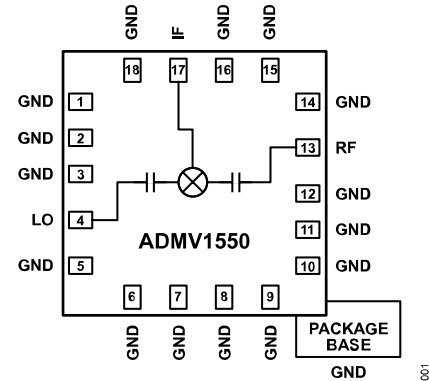 GND
IF
GND
GND
18
17
16
15
GND
1
14
GND
GND
2
13
RF
GND
3
12
GND
LO
4
11
GND
ADMV1550
GND
5
10
GND
6
7
8
9
GND
GND
GND
GND
PACKAGE
BASE
GND
001